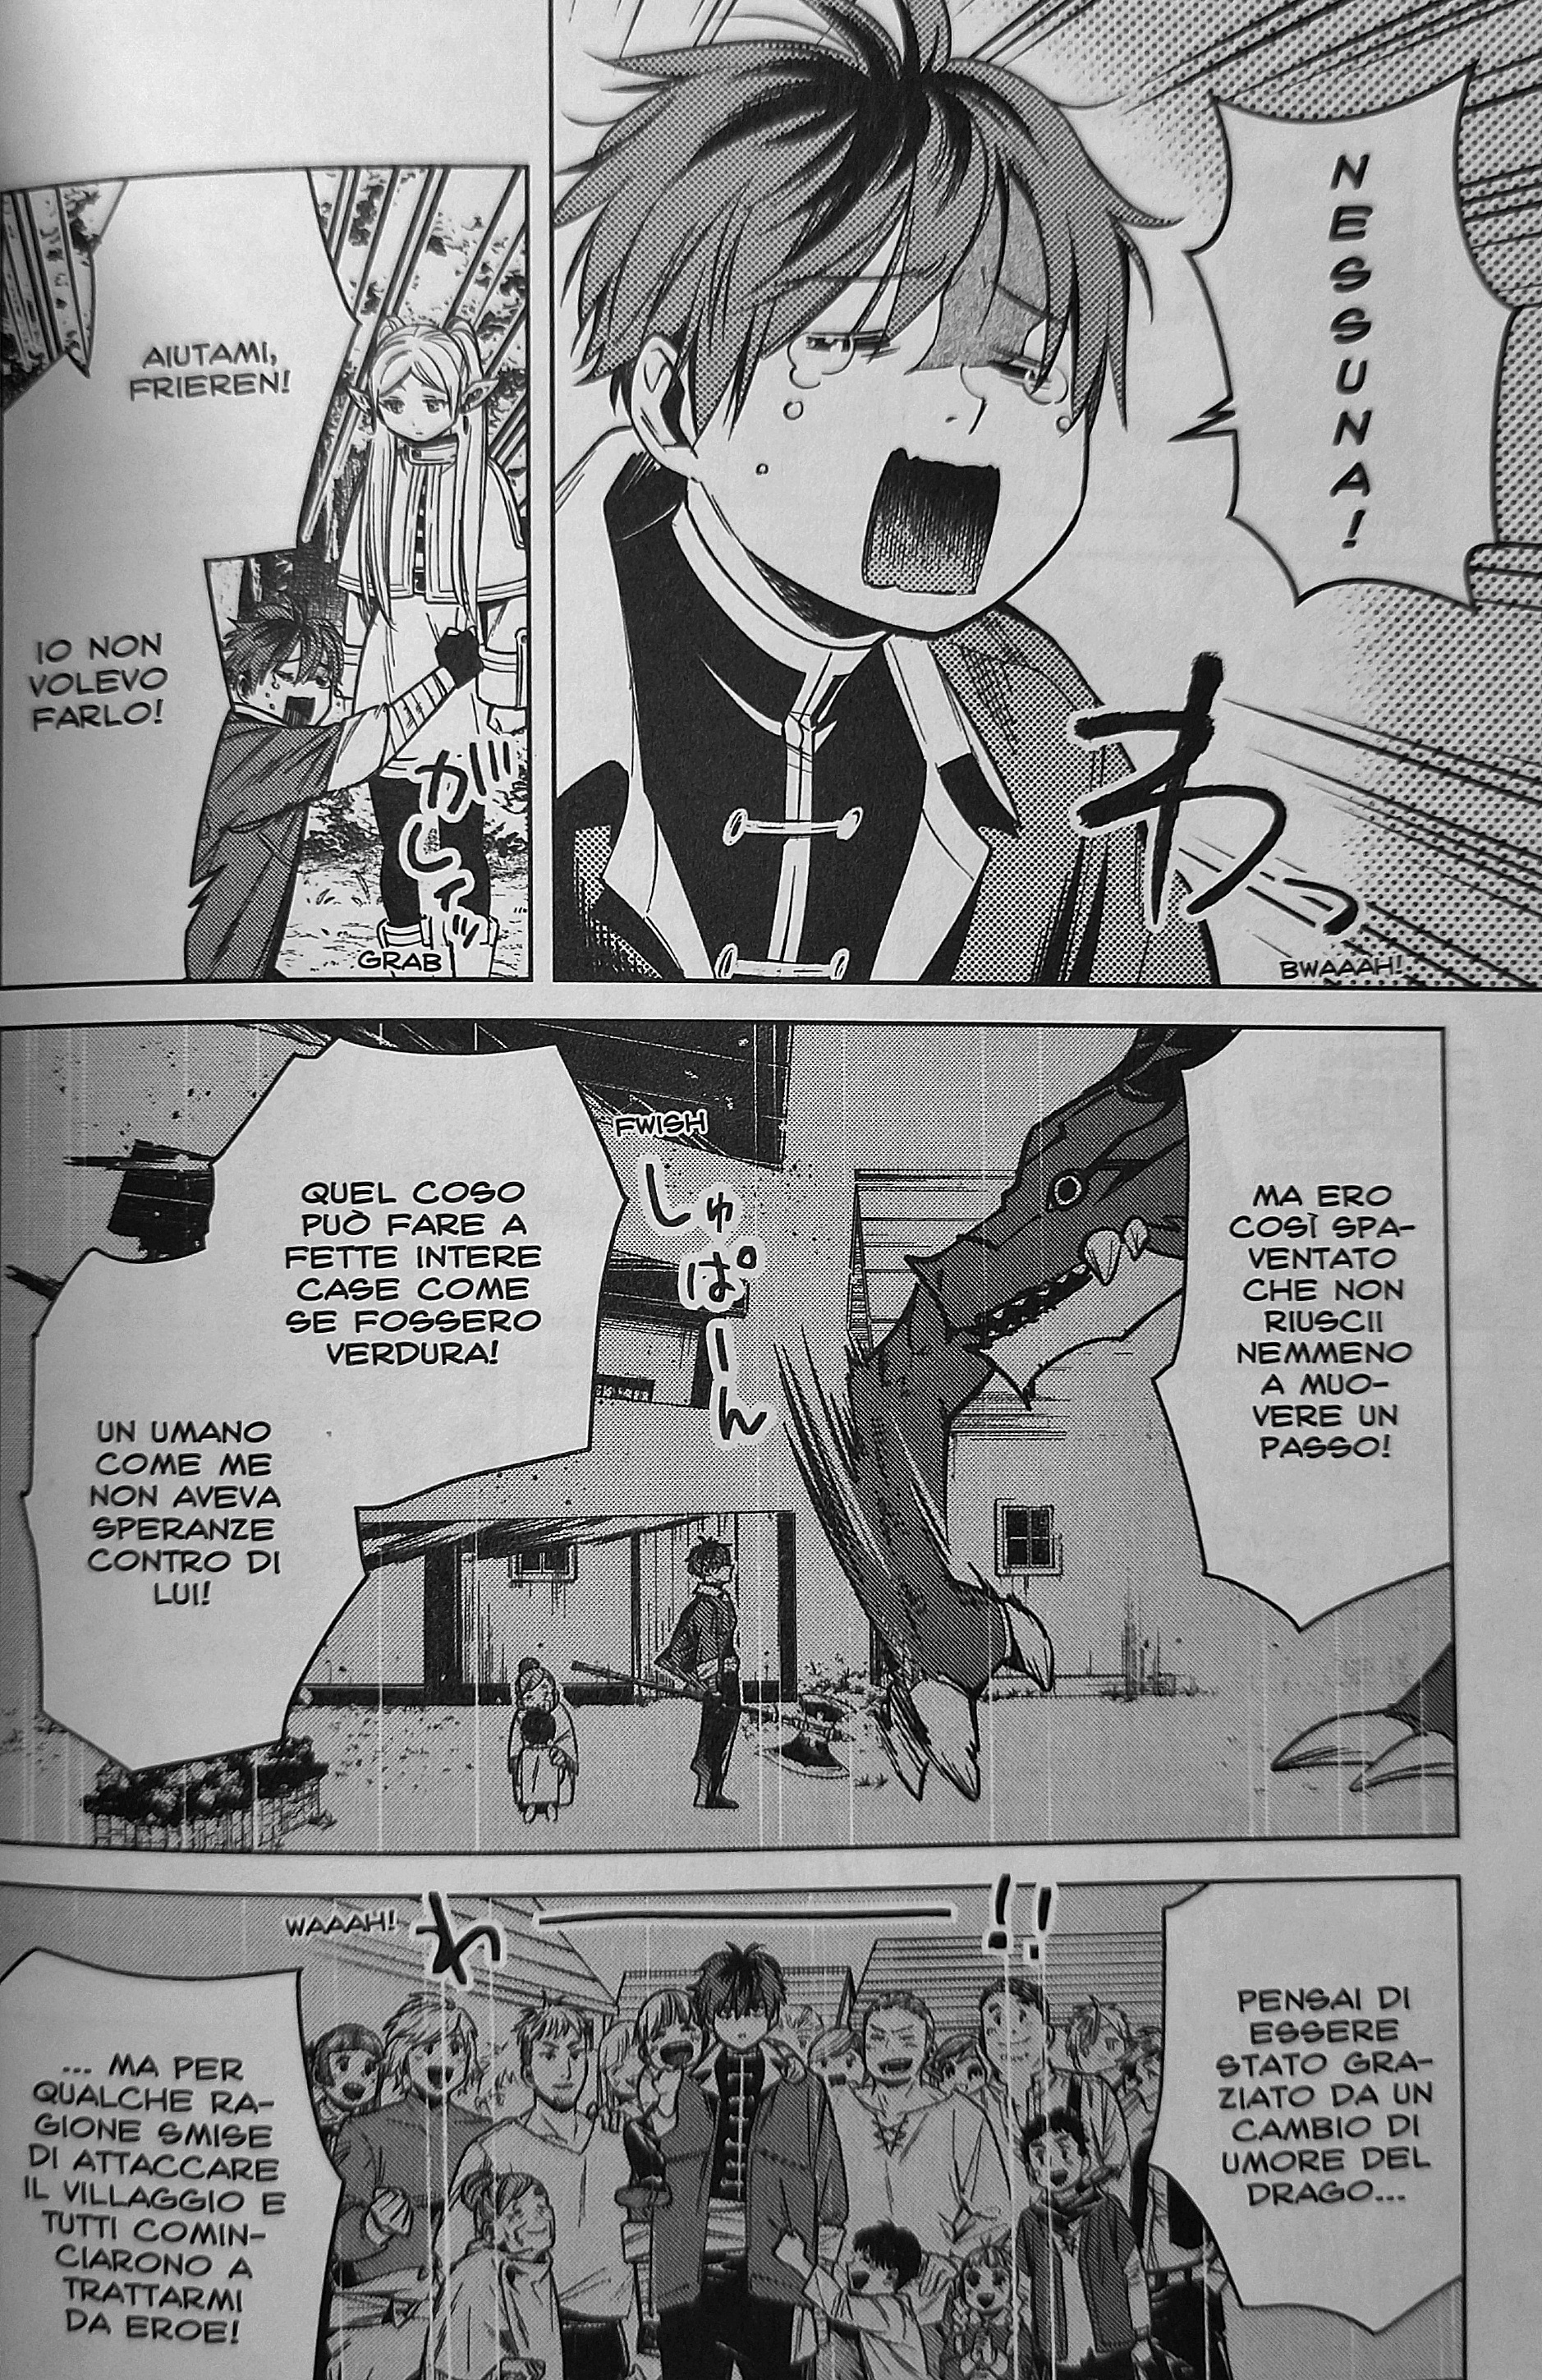 NESSUNA!
わっ
BWAAAH!
AIUTAMI,
FRIEREN!
IO NON
VOLEVO
FARLO!
がしっ
GRAB
MA ERO
COSÌ SPA-
VENTATO
CHE NON
RIUSCII
NEMMENO
A MUO-
VERE UN
PASSO!
FWISH
しゅぱーん
QUEL COSO
PUÒ FARE A
FETTE INTERE
CASE COME
SE FOSSERO
VERDURA!
UN UMANO
COME ME
NON AVEVA
SPERANZE
CONTRO DI
LUI!
PENSAI DI
ESSERE
STATO GRA-
ZIATO DA UN
CAMBIO DI
UMORE DEL
DRAGO...
WAAAH!
わー!!
... MA PER
QUALCHE RA-
GIONE SMISE
DI ATTACCARE
IL VILLAGGIO E
TUTTI COMIN-
CIARONO A
TRATTARMI
DA EROE!